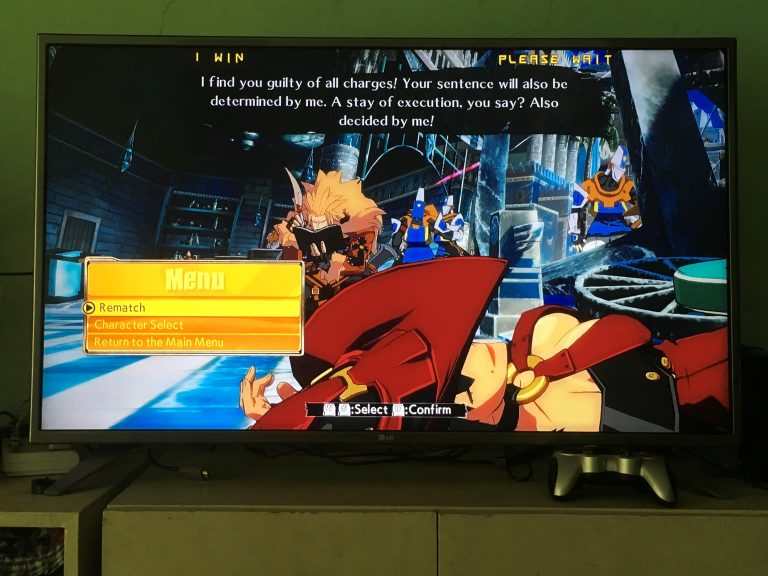 I WIN
PLEASE WAIT
I find you guilty of all charges! Your sentence will also be
determined by me. A stay of execution, you say? Also
decided by me!
Menu
Rematch
Character Select
Return to the Main Menu
:Select :Confirm
LG